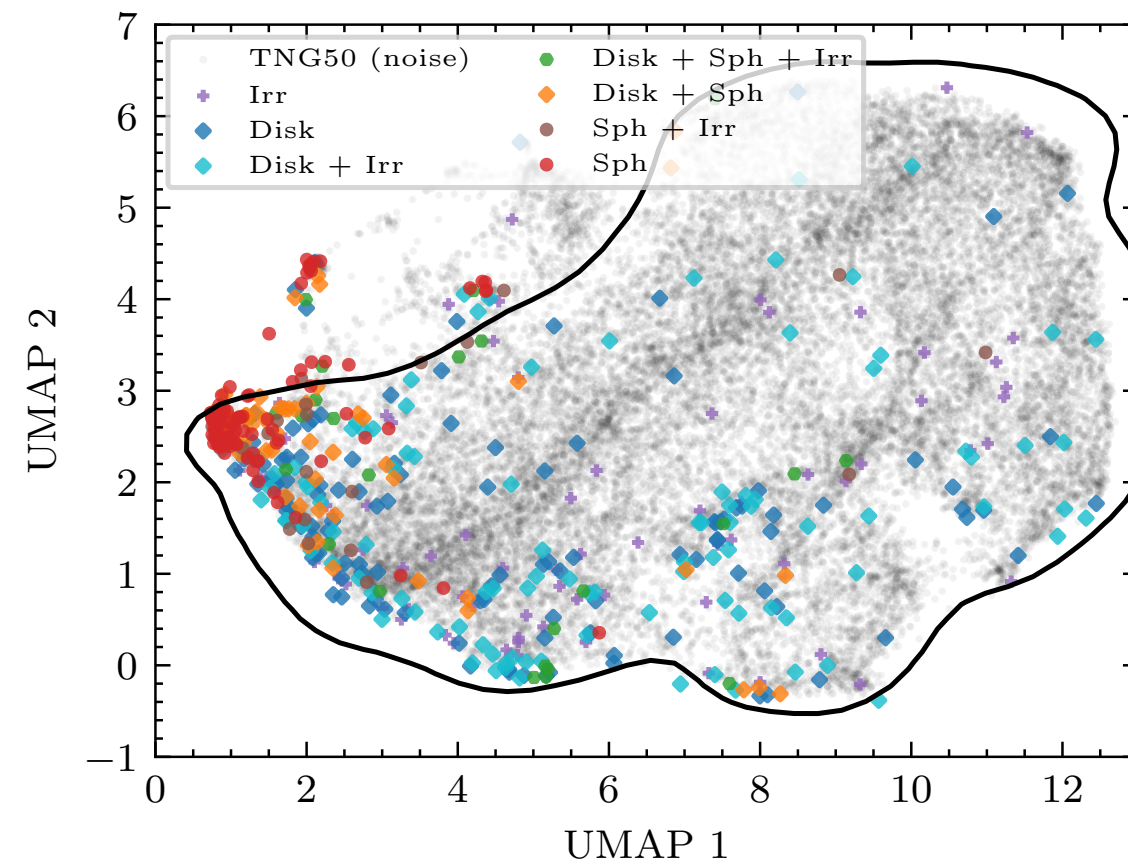 7
6
5
4
3
2
1
0
−1
UMAP 2
TNG50 (noise)
Irr
Disk
Disk + Irr
Disk + Sph + Irr
Disk + Sph
Sph + Irr
Sph
0 2 4 6 8 10 12
UMAP 1